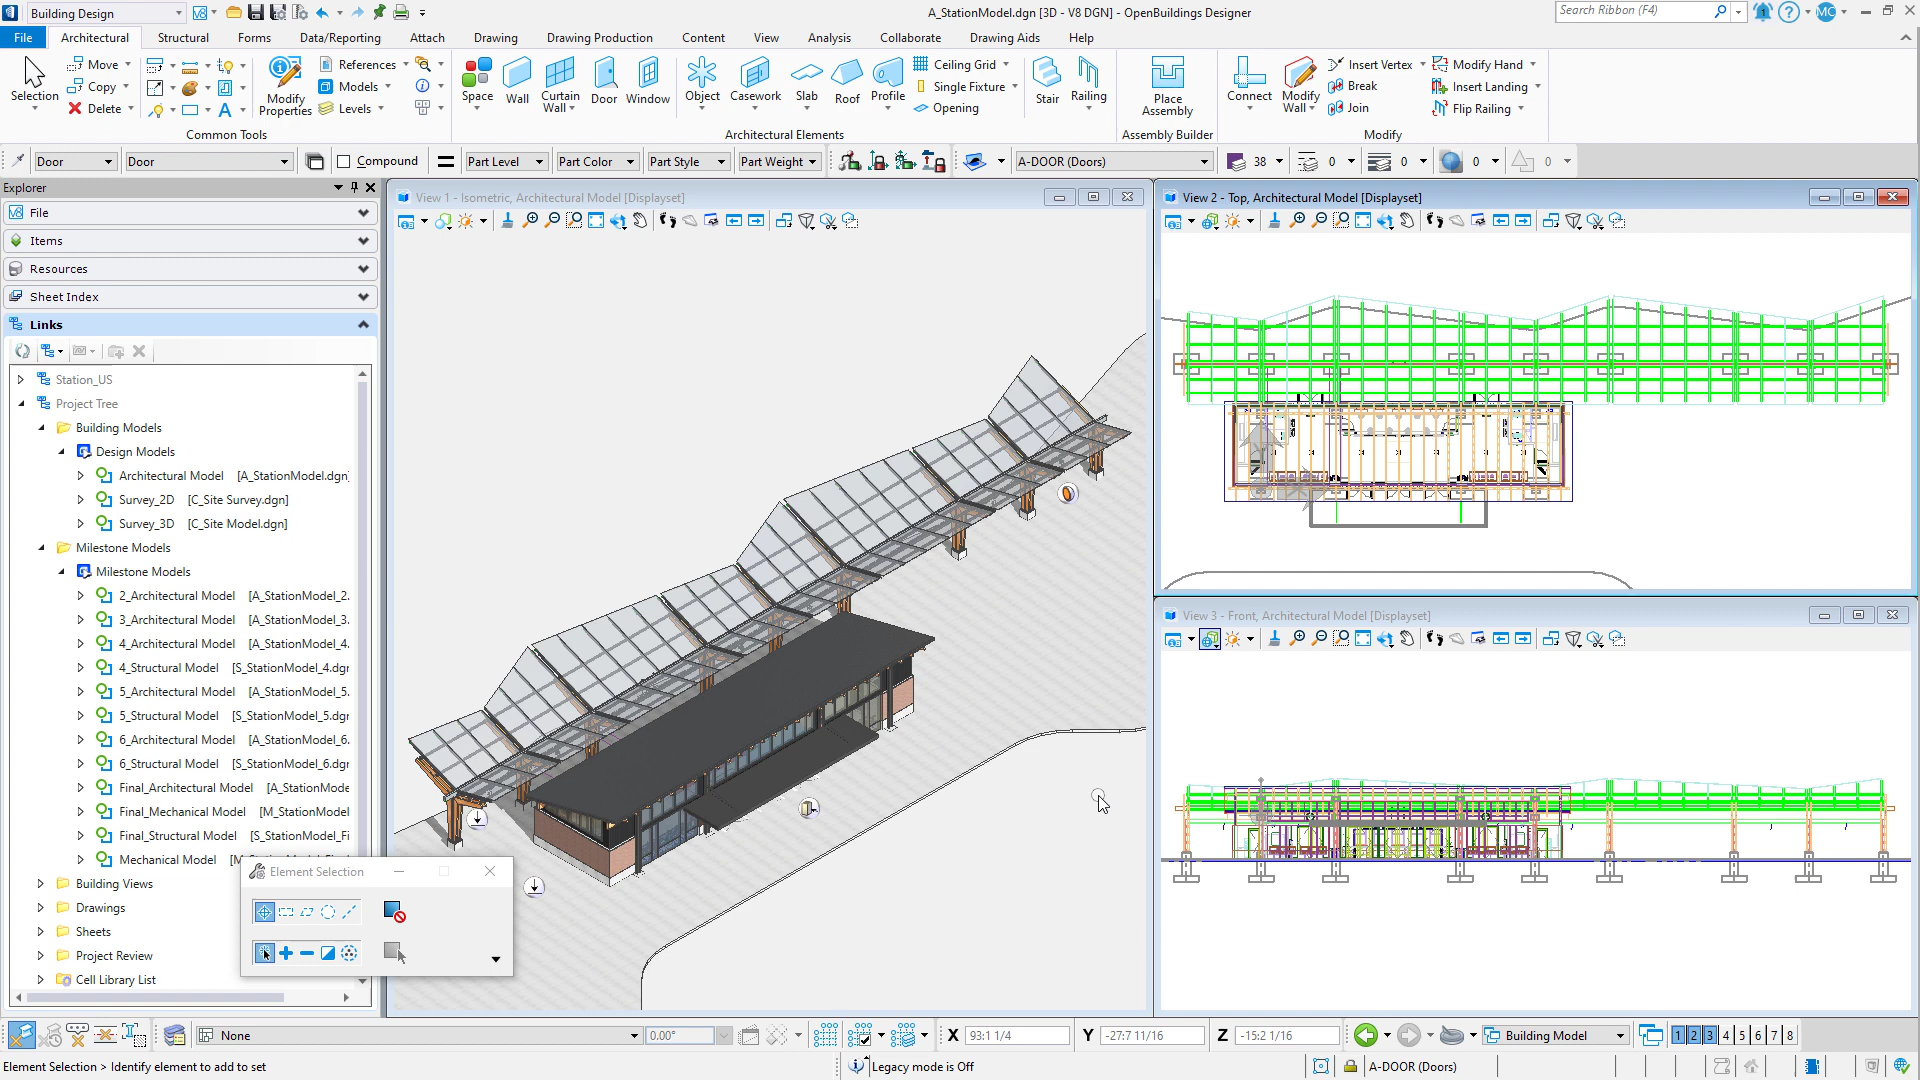 Building Design
A_StationModel.dgn [3D - V8 DGN] - OpenBuildings Designer
Search Ribbon (F4)
MC
File
Architectural
Structural
Forms
Data/Reporting
Attach
Drawing
Drawing Production
Content
View
Analysis
Collaborate
Drawing Aids
Help
Selection
Move
Copy
Delete
Modify Properties
References
Models
Levels
Common Tools
Space
Wall
Curtain Wall
Door
Window
Object
Casework
Slab
Roof
Profile
Ceiling Grid
Single Fixture
Opening
Stair
Railing
Architectural Elements
Place Assembly
Assembly Builder
Connect
Modify Wall
Insert Vertex
Break
Join
Modify Hand
Insert Landing
Flip Railing
Modify
Door
Door
Compound
Part Level
Part Color
Part Style
Part Weight
A-DOOR (Doors)
38
0
0
0
0
Explorer
File
Items
Resources
Sheet Index
Links
Station_US
Project Tree
Building Models
Design Models
Architectural Model [A_StationModel.dgn]
Survey_2D [C_Site Survey.dgn]
Survey_3D [C_Site Model.dgn]
Milestone Models
Milestone Models
2_Architectural Model [A_StationModel_2.
3_Architectural Model [A_StationModel_3.
4_Architectural Model [A_StationModel_4.
4_Structural Model [S_StationModel_4.dgr
5_Architectural Model [A_StationModel_5.
5_Structural Model [S_StationModel_5.dgr
6_Architectural Model [A_StationModel_6.
6_Structural Model [S_StationModel_6.dgr
Final_Architectural Model [A_StationMode
Final_Mechanical Model [M_StationModel_
Final_Structural Model [S_StationModel_Fi
Mechanical Model
Building Views
Drawings
Sheets
Project Review
Cell Library List
View 1 - Isometric, Architectural Model [Displayset]
View 2 - Top, Architectural Model [Displayset]
View 3 - Front, Architectural Model [Displayset]
Element Selection
None
0.00°
X 93:1 1/4
Y -27:7 11/16
Z -15:2 1/16
Building Model
1 2 3 4 5 6 7 8
Element Selection > Identify element to add to set
Legacy mode is Off
A-DOOR (Doors)